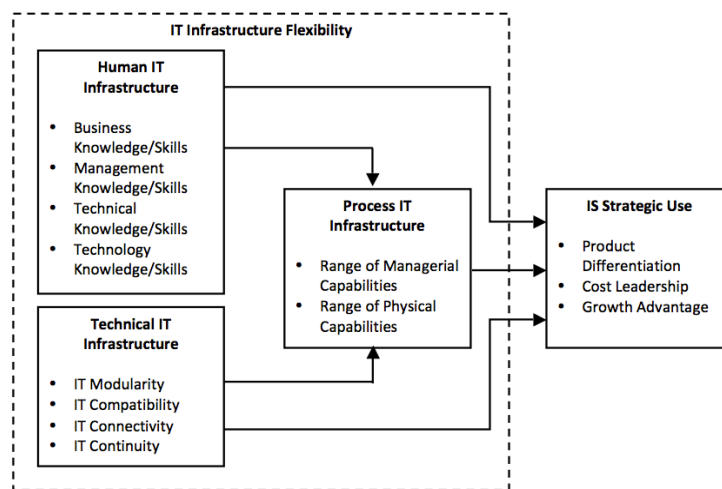 IT Infrastructure Flexibility
Human IT
Infrastructure
• Business
Knowledge/Skills
• Management
Knowledge/Skills
• Technical
Knowledge/Skills
• Technology
Knowledge/Skills
Technical IT
Infrastructure
• IT Modularity
• IT Compatibility
• IT Connectivity
• IT Continuity
Process IT
Infrastructure
• Range of Managerial
Capabilities
• Range of Physical
Capabilities
IS Strategic Use
• Product
Differentiation
• Cost Leadership
• Growth Advantage